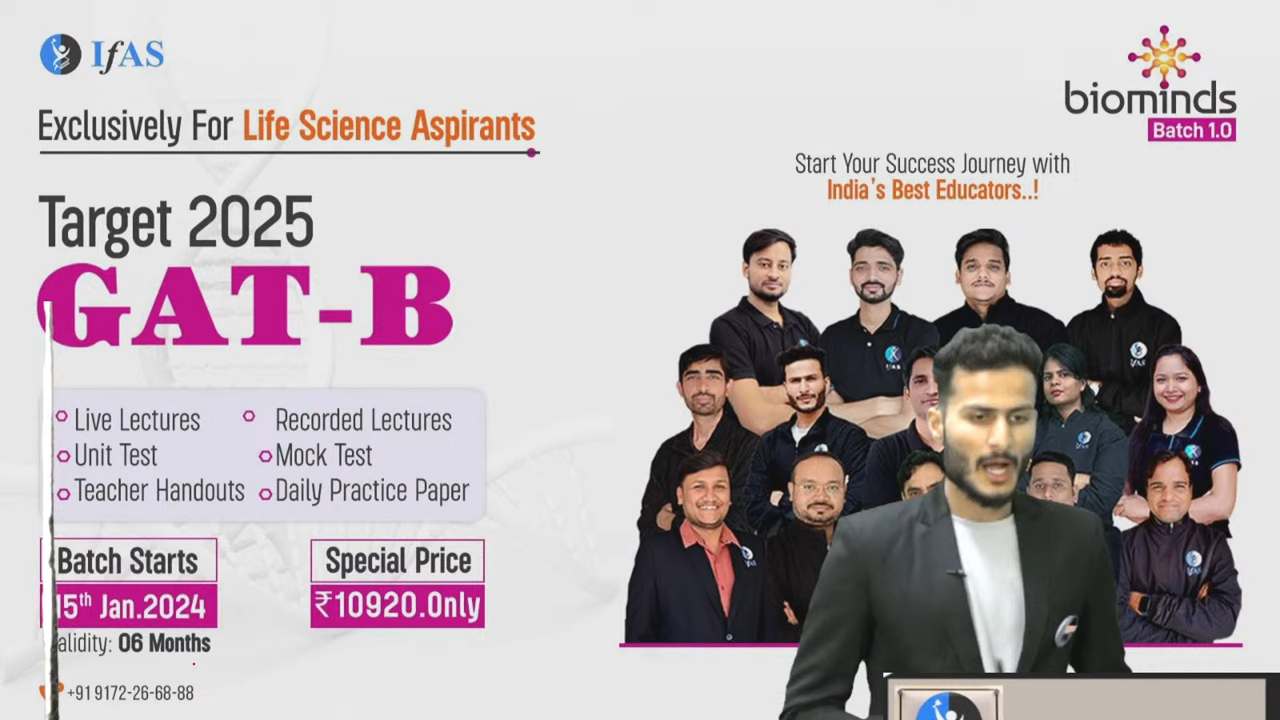 IfAS
biominds
Batch 1.0
Exclusively For Life Science Aspirants
Start Your Success Journey with
India's Best Educators..!
Target 2025
GAT-B
Live Lectures
Recorded Lectures
Unit Test
Mock Test
Teacher Handouts
Daily Practice Paper
Batch Starts
15th Jan.2024
alidity: 06 Months
Special Price
₹10920.Only
+91 9172-26-68-88